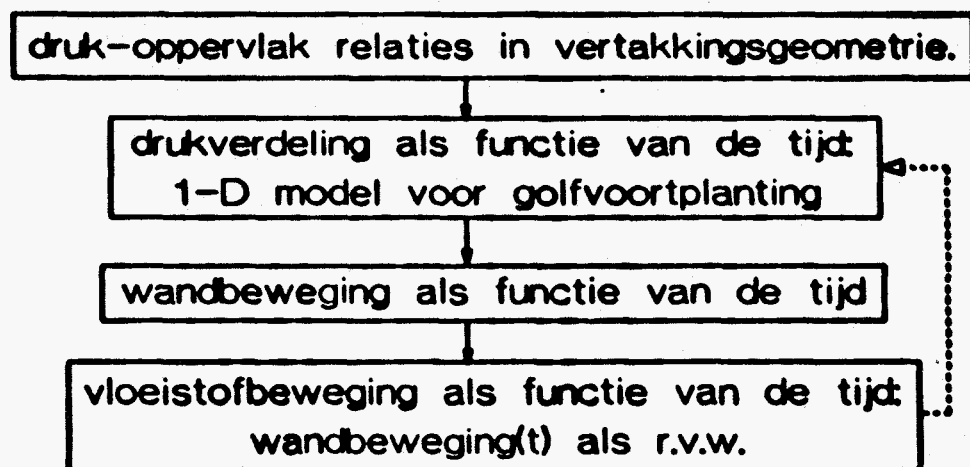 druk-oppervlak relaties in vertakkingsgeometrie.
drukverdeling als functie van de tijd:
1-D model voor golfvoortplanting
wandbeweging als functie van de tijd
vloeistofbeweging als functie van de tijd:
wandbeweging(t) als r.v.w.